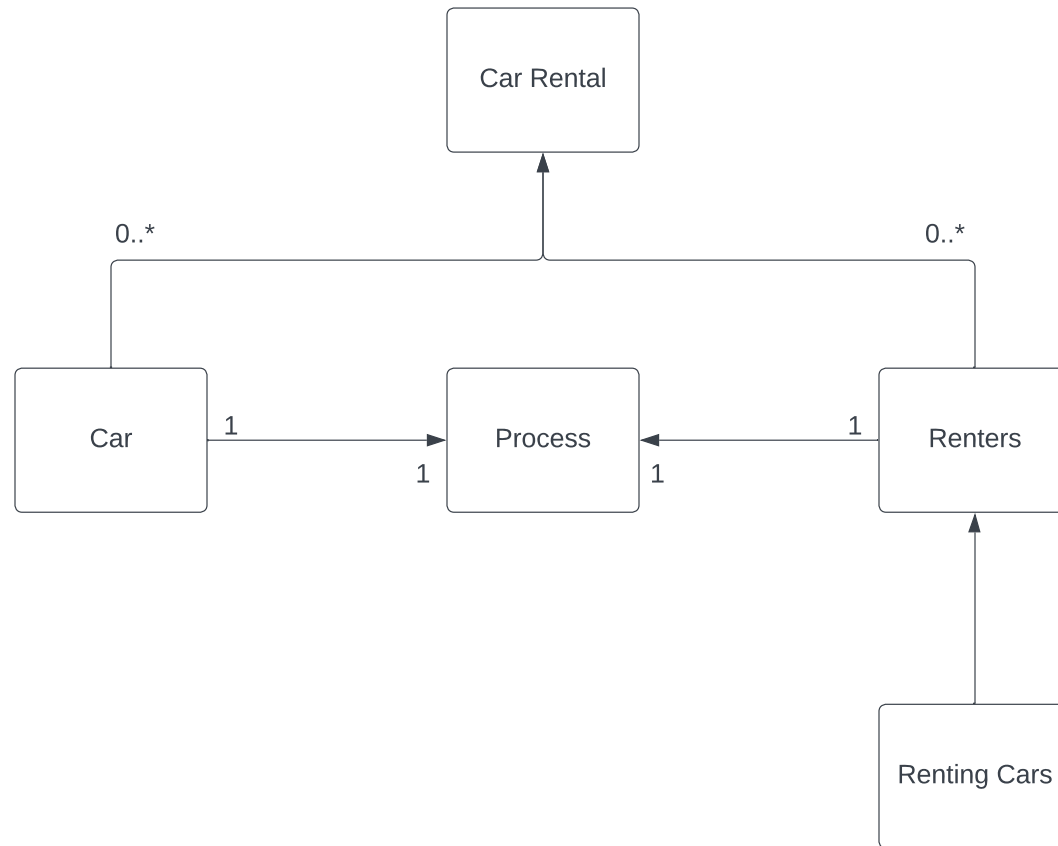 Car Rental
0..*
0..*
Car
1
1
Process
1
1
Renters
Renting Cars